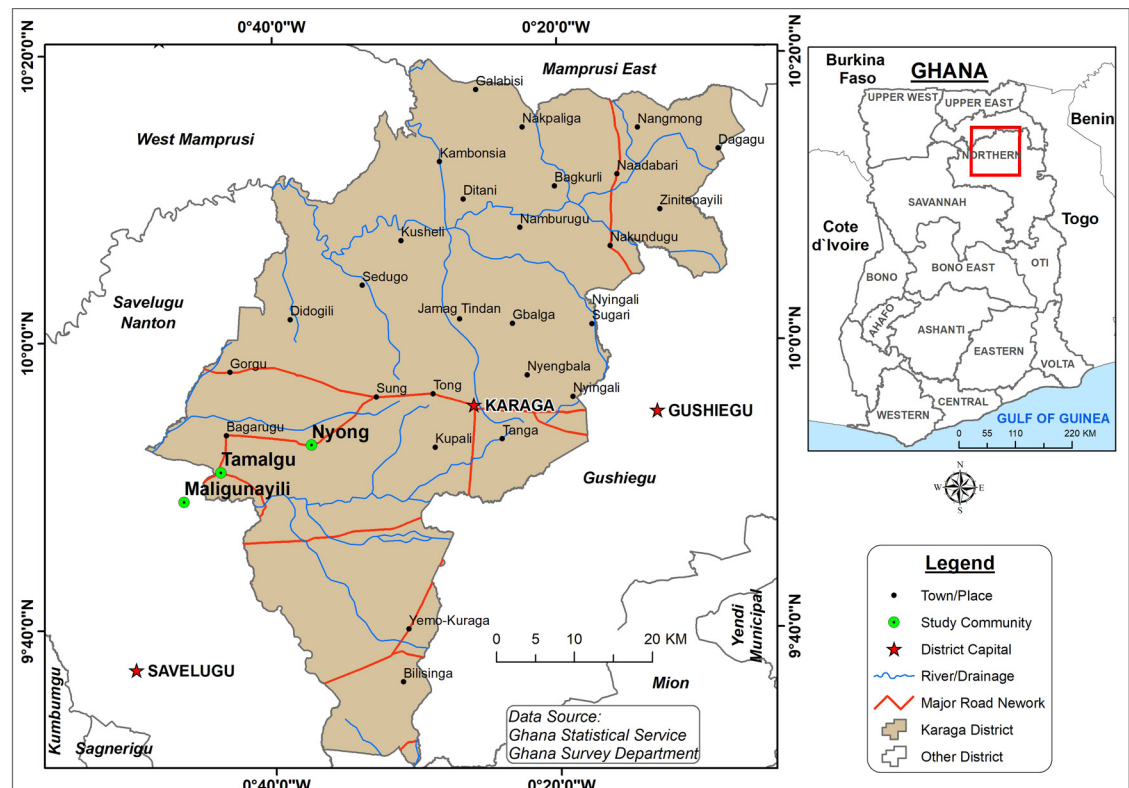 0°40'0"W
0°20'0"W
10°20'0"N
10°20'0"N
10°0'0"N
10°0'0"N
9°40'0"N
9°40'0"N
0°40'0"W
0°20'0"W
Mamprusi East
West Mamprusi
Savelugu
Nanton
Gushiegu
Yendi
Municipal
Mion
Kumbumgu
Sagnerigu
Galabisi
Nakpaliga
Nangmong
Dagagu
Kambonsia
Naadabari
Bagkurli
Ditani
Zinitenayili
Namburugu
Kusheli
Nakundugu
Sedugo
Nyingali
Sugari
Didogili
Jamag Tindan
Gbalga
Gorgu
Nyengbala
Sung
Tong
Nyingali
KARAGA
GUSHIEGU
Bagarugu
Nyong
Kupali
Tanga
Tamalgu
Maligunayili
Yemo-Kuraga
SAVELUGU
Bilisinga
0 5 10 20 KM
Data Source:
Ghana Statistical Service
Ghana Survey Department
Burkina
Faso
GHANA
UPPER WEST
UPPER EAST
Benin
NORTHERN
SAVANNAH
Cote
d`Ivoire
Togo
BONO
BONO EAST
OTI
AHAFO
ASHANTI
EASTERN
VOLTA
CENTRAL
WESTERN
GULF OF GUINEA
0 55 110 220 KM
N
W E
S
Legend
Town/Place
Study Community
District Capital
River/Drainage
Major Road Nework
Karaga District
Other District